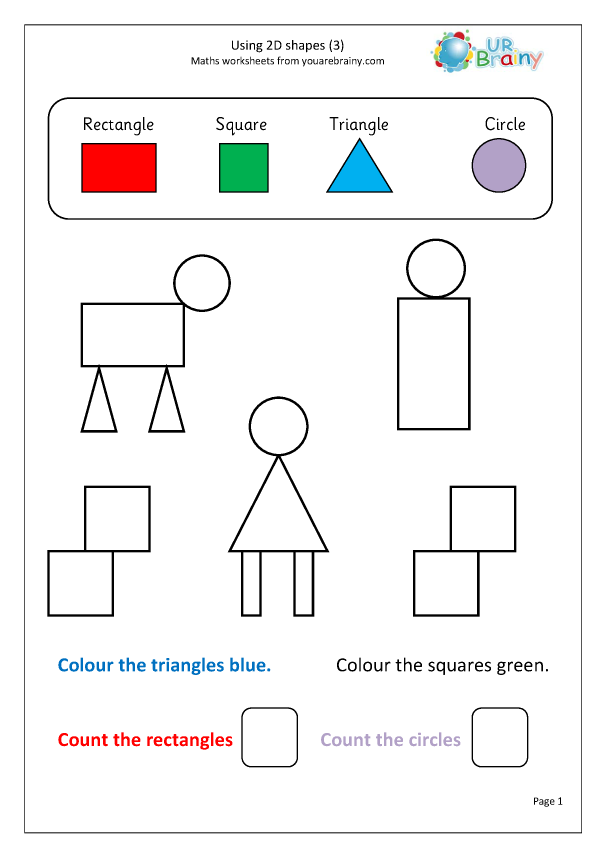 Using 2D shapes (3)
Maths worksheets from youarebrainy.com
UR
Brainy
Rectangle Square Triangle Circle
Colour the triangles blue. Colour the squares green.
Count the rectangles Count the circles
Page 1